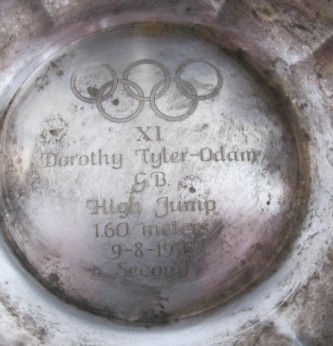 XI
Dorothy Tyler-Odam
G.B.
High Jump
1.60 meters
Second